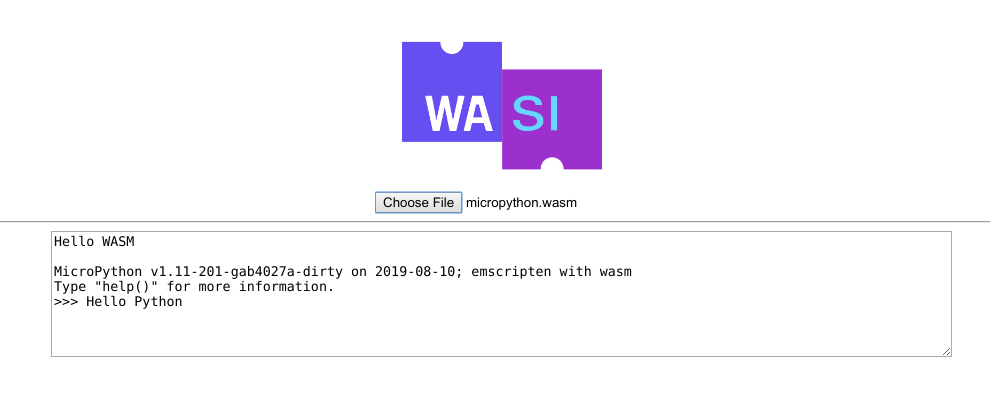 WA SI
Choose File micropython.wasm
Hello WASM
MicroPython v1.11-201-gab4027a-dirty on 2019-08-10; emscripten with wasm
Type "help()" for more information.
>>> Hello Python